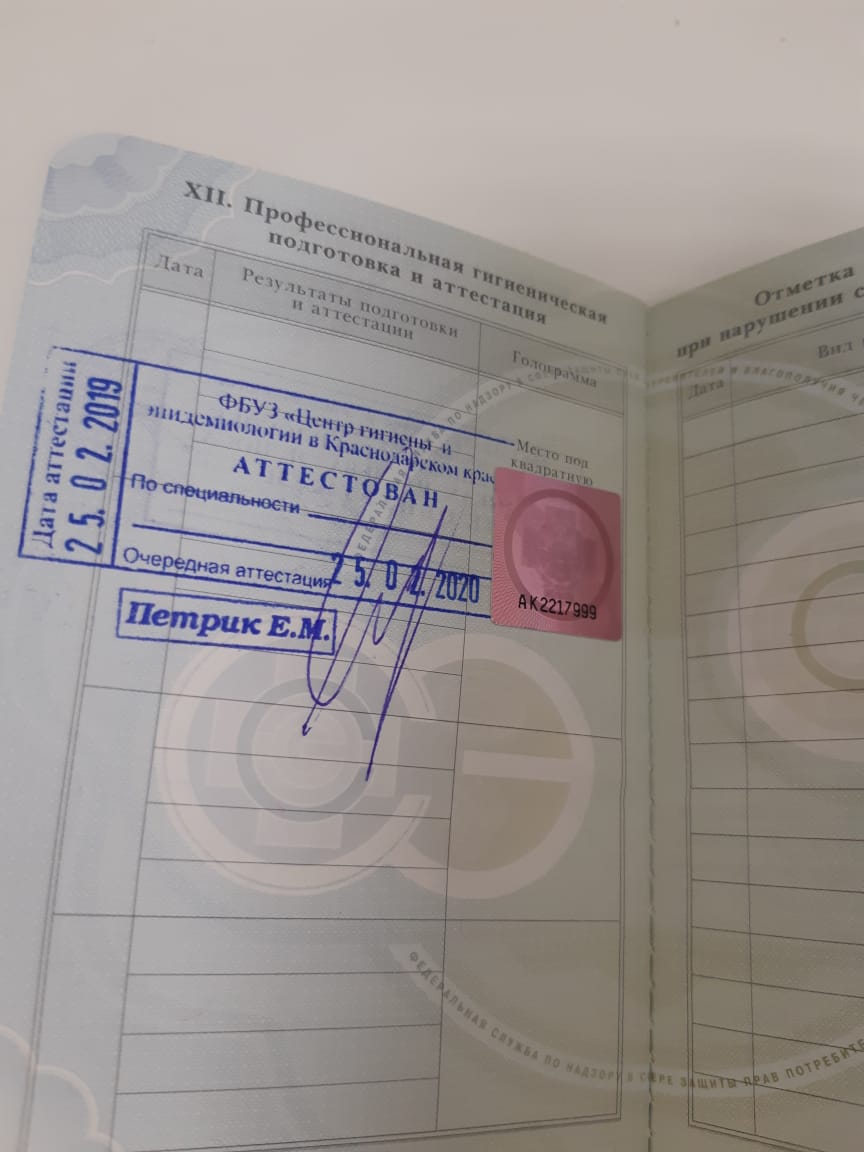 XII. Профессиональная гигиеническая
подготовка и аттестация
Дата
Результаты подготовки
и аттестации
Голограмма
Место под
квадратную
Дата аттестации
25.02.2019
ФБУЗ «Центр гигиены и
эпидемиологии в Краснодарском крае
АТТЕСТОВАН
По специальности
Очередная аттестация 25.02.2020
Петрик Е.М.
АК2217999
ФЕДЕРАЛЬНАЯ СЛУЖБА ПО НАДЗОРУ В СФЕРЕ ЗАЩИТЫ ПРАВ ПОТРЕБИТЕ
Отметка
при нарушении с
Дата
Вид